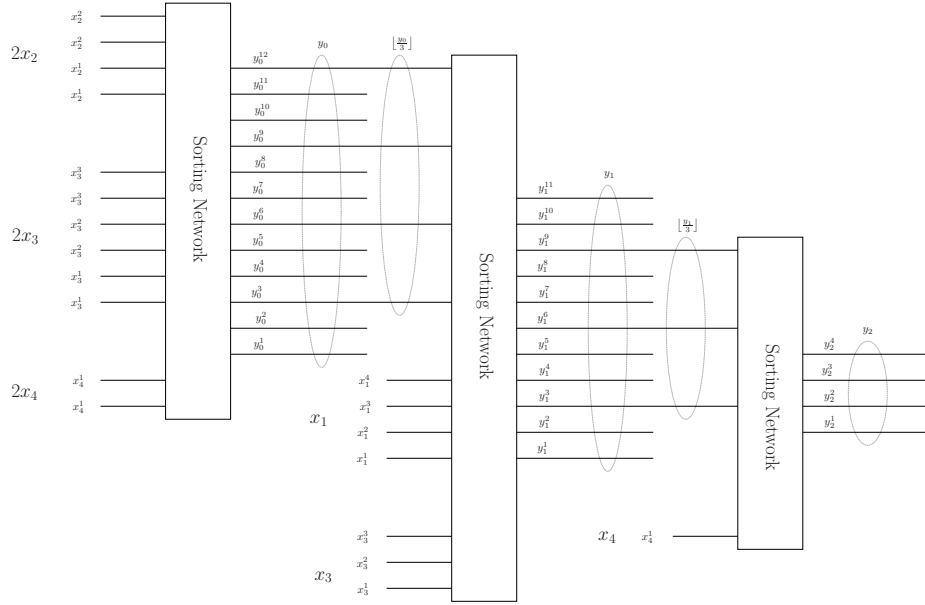 2x_2
x_2^2
x_2^2
x_2^1
x_2^1
2x_3
x_3^3
x_3^3
x_3^2
x_3^2
x_3^1
x_3^1
2x_4
x_4^1
x_4^1
Sorting Network
y_0^{12}
y_0^{11}
y_0^{10}
y_0^9
y_0^8
y_0^7
y_0^6
y_0^5
y_0^4
y_0^3
y_0^2
y_0^1
y_0
⌊\frac{y_0}{3}⌋
x_1
x_1^4
x_1^3
x_1^2
x_1^1
x_3
x_3^3
x_3^2
x_3^1
Sorting Network
y_1^{11}
y_1^{10}
y_1^9
y_1^8
y_1^7
y_1^6
y_1^5
y_1^4
y_1^3
y_1^2
y_1^1
y_1
⌊\frac{y_1}{3}⌋
x_4
x_4^1
Sorting Network
y_2^4
y_2^3
y_2^2
y_2^1
y_2